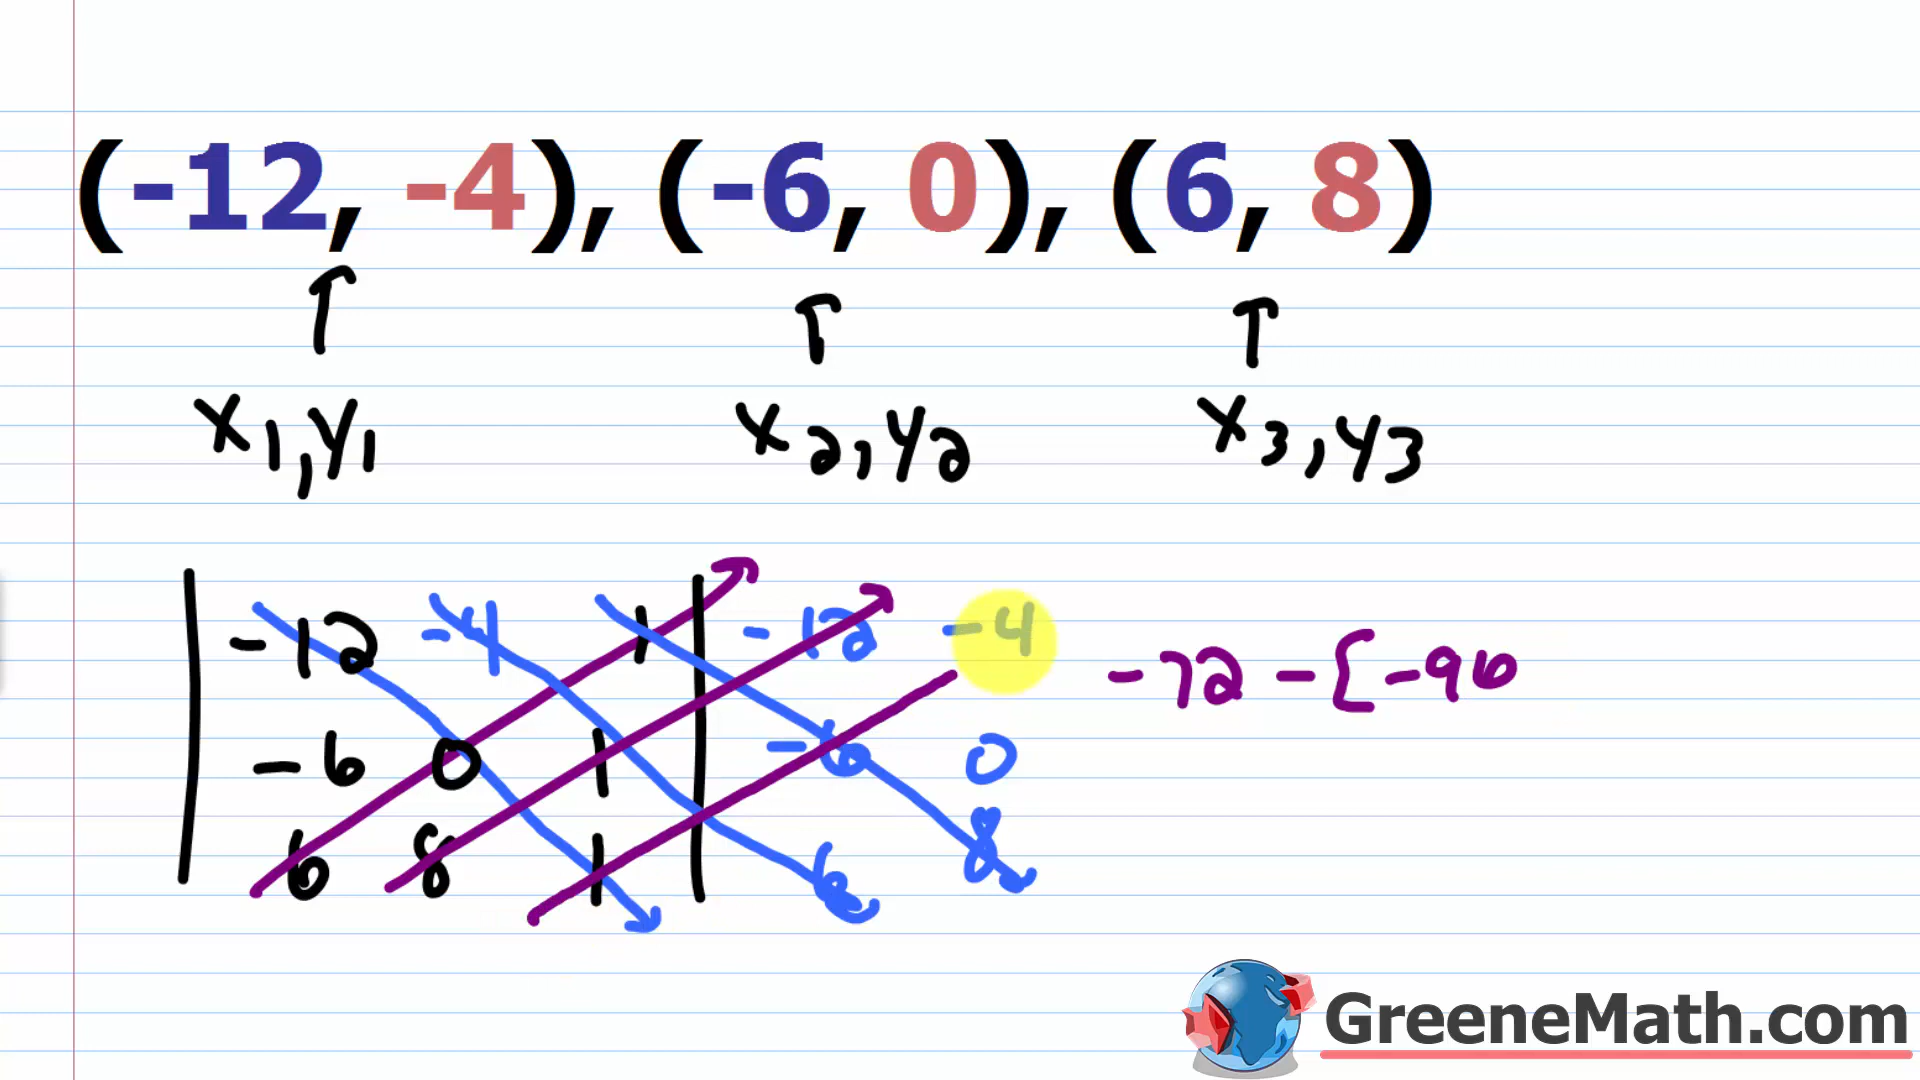 (-12, -4), (-6, 0), (6, 8)
x1,y1 x2,y2 x3,y3
-12 -4 1 -12 -4 -72 -[-96
-6 0 1 -6 0
6 8 1 6 8
GreeneMath.com